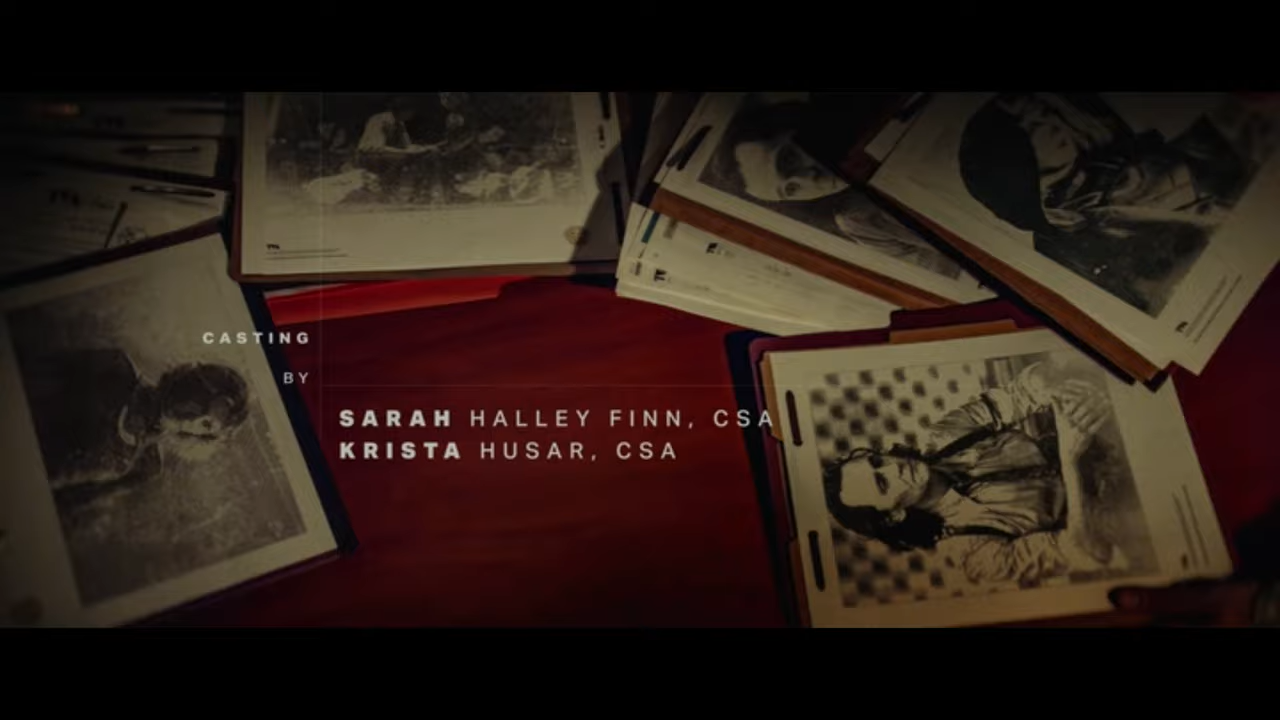 CASTING
BY
SARAH HALLEY FINN, CSA
KRISTA HUSAR, CSA